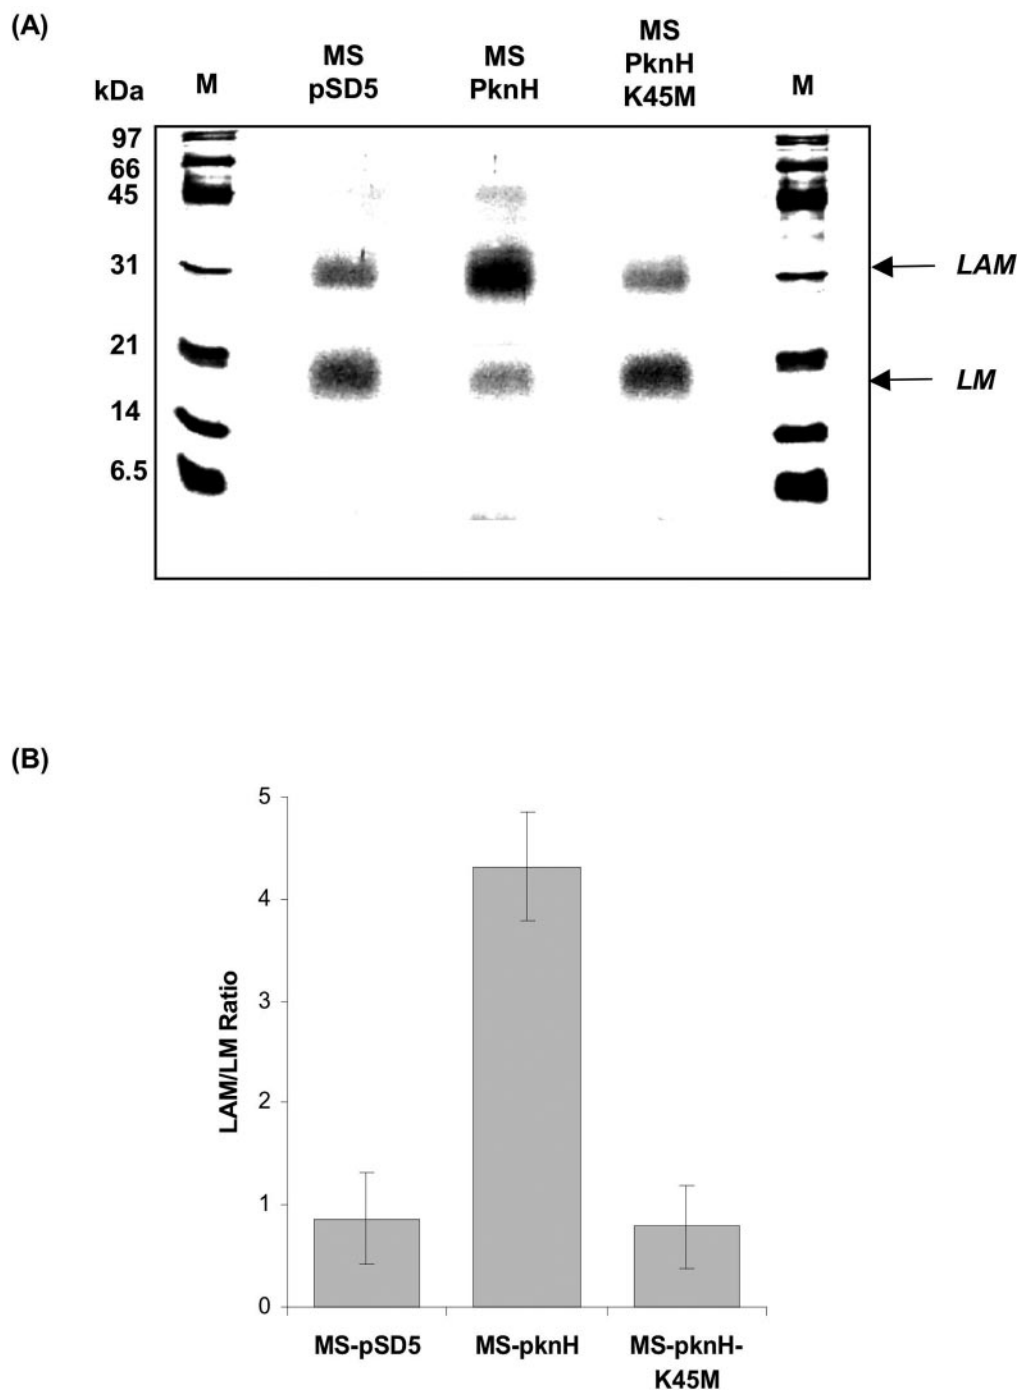 (A)
kDa
M
MS
pSD5
MS
PknH
MS
PknH
K45M
M
97
66
45
31
21
14
6.5
LAM
LM
(B)
LAM/LM Ratio
5
4
3
2
1
0
MS-pSD5
MS-pknH
MS-pknH-
K45M